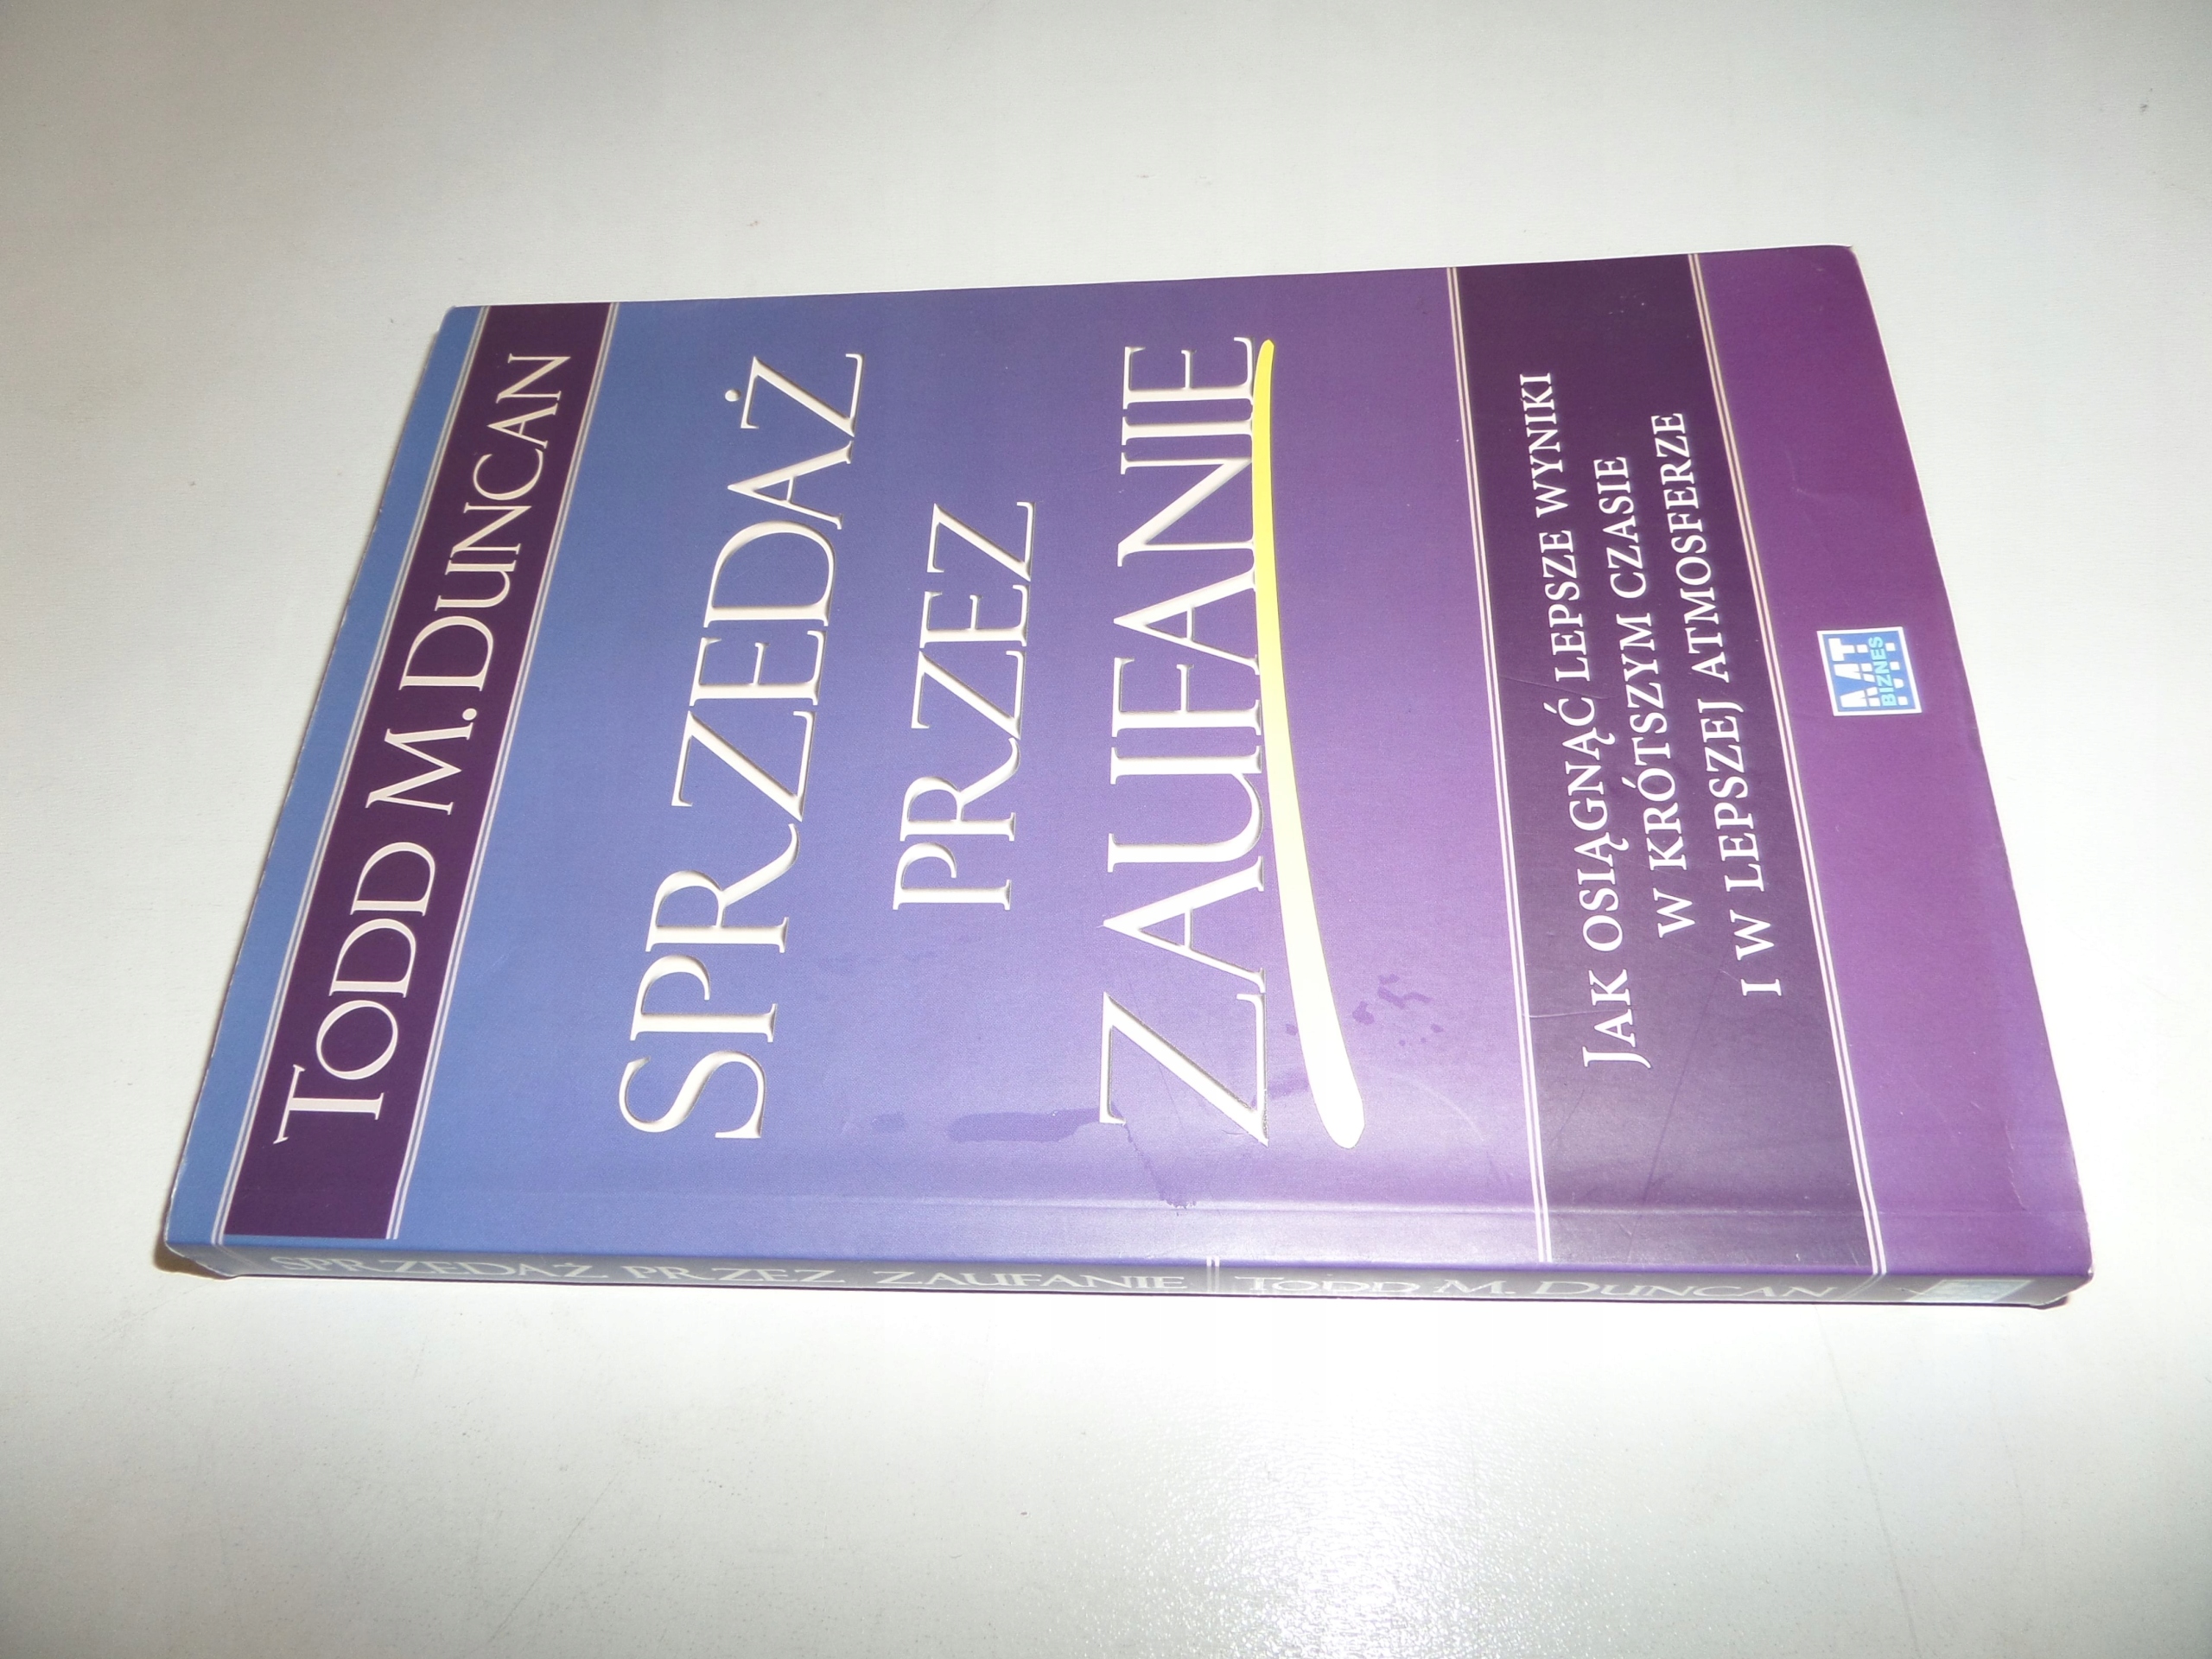 TODD M. DUNCAN
SPRZEDAŻ
PRZEZ
ZAUFANIE
JAK OSIĄGNĄĆ LEPSZE WYNIKI
W KRÓTSZYM CZASIE
I W LEPSZEJ ATMOSFERZE
MT
BIZNES
SPRZEDAŻ PRZEZ ZAUFANIE TODD M. DUNCAN